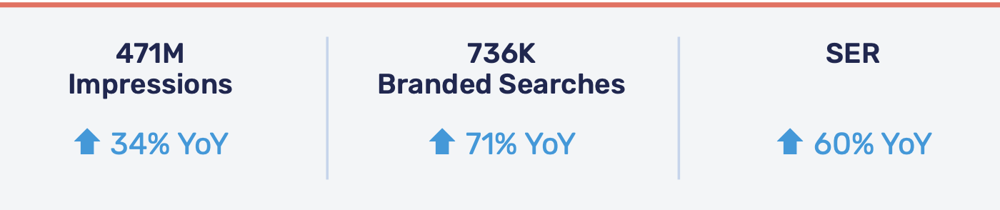 471M
Impressions
34% YoY
736K
Branded Searches
71% YoY
SER
60% YoY